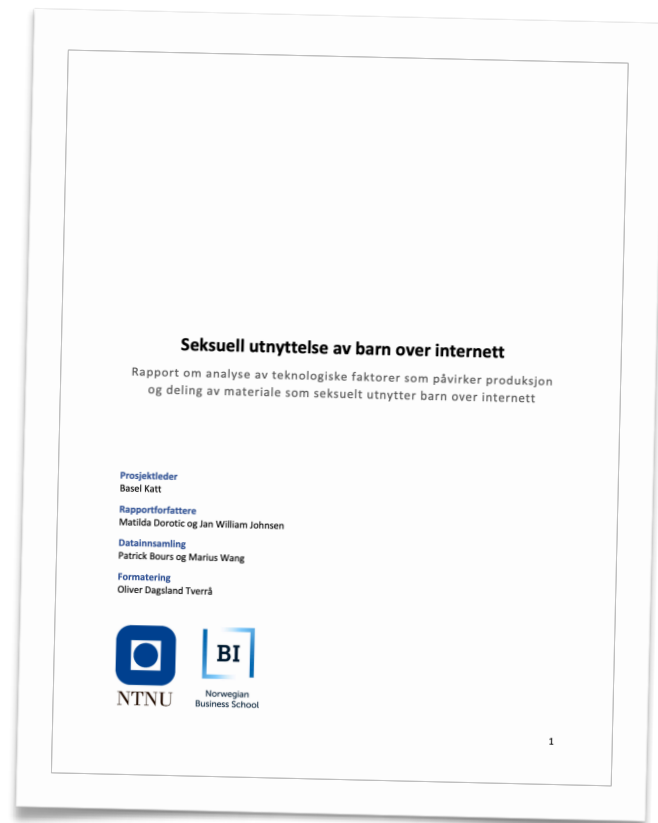 Seksuell utnyttelse av barn over internett
Rapport om analyse av teknologiske faktorer som påvirker produksjon
og deling av materiale som seksuelt utnytter barn over internett
Prosjektleder
Basel Katt
Rapportforfattere
Matilda Dorotic og Jan William Johnsen
Datainnsamling
Patrick Bours og Marius Wang
Formatering
Oliver Dagsland Tverrå
NTNU
BI
Norwegian
Business School
1